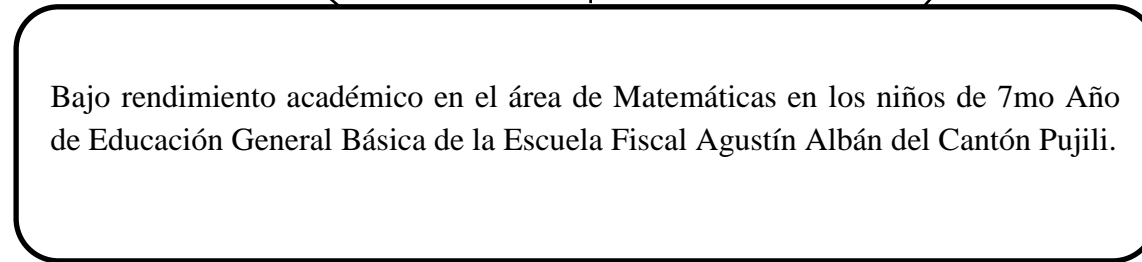 Bajo rendimiento académico en el área de Matemáticas en los niños de 7mo Año
de Educación General Básica de la Escuela Fiscal Agustín Albán del Cantón Pujili.